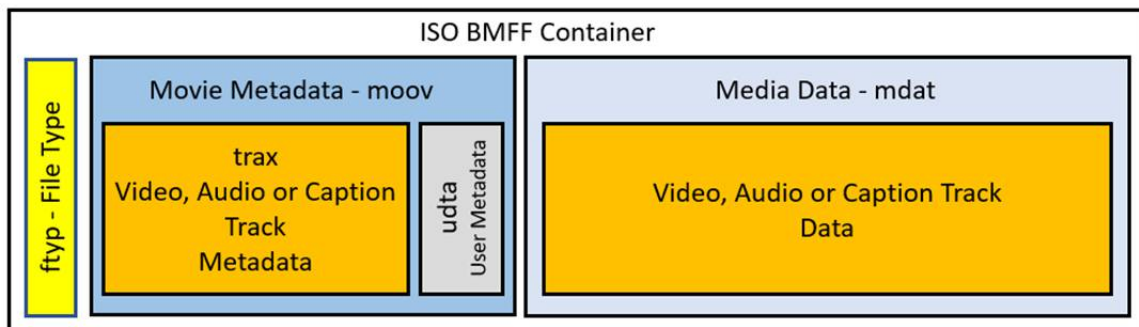 ISO BMFF Container
ftyp - File Type
Movie Metadata - moov
trax
Video, Audio or Caption
Track
Metadata
udta
User Metadata
Media Data - mdat
Video, Audio or Caption Track
Data